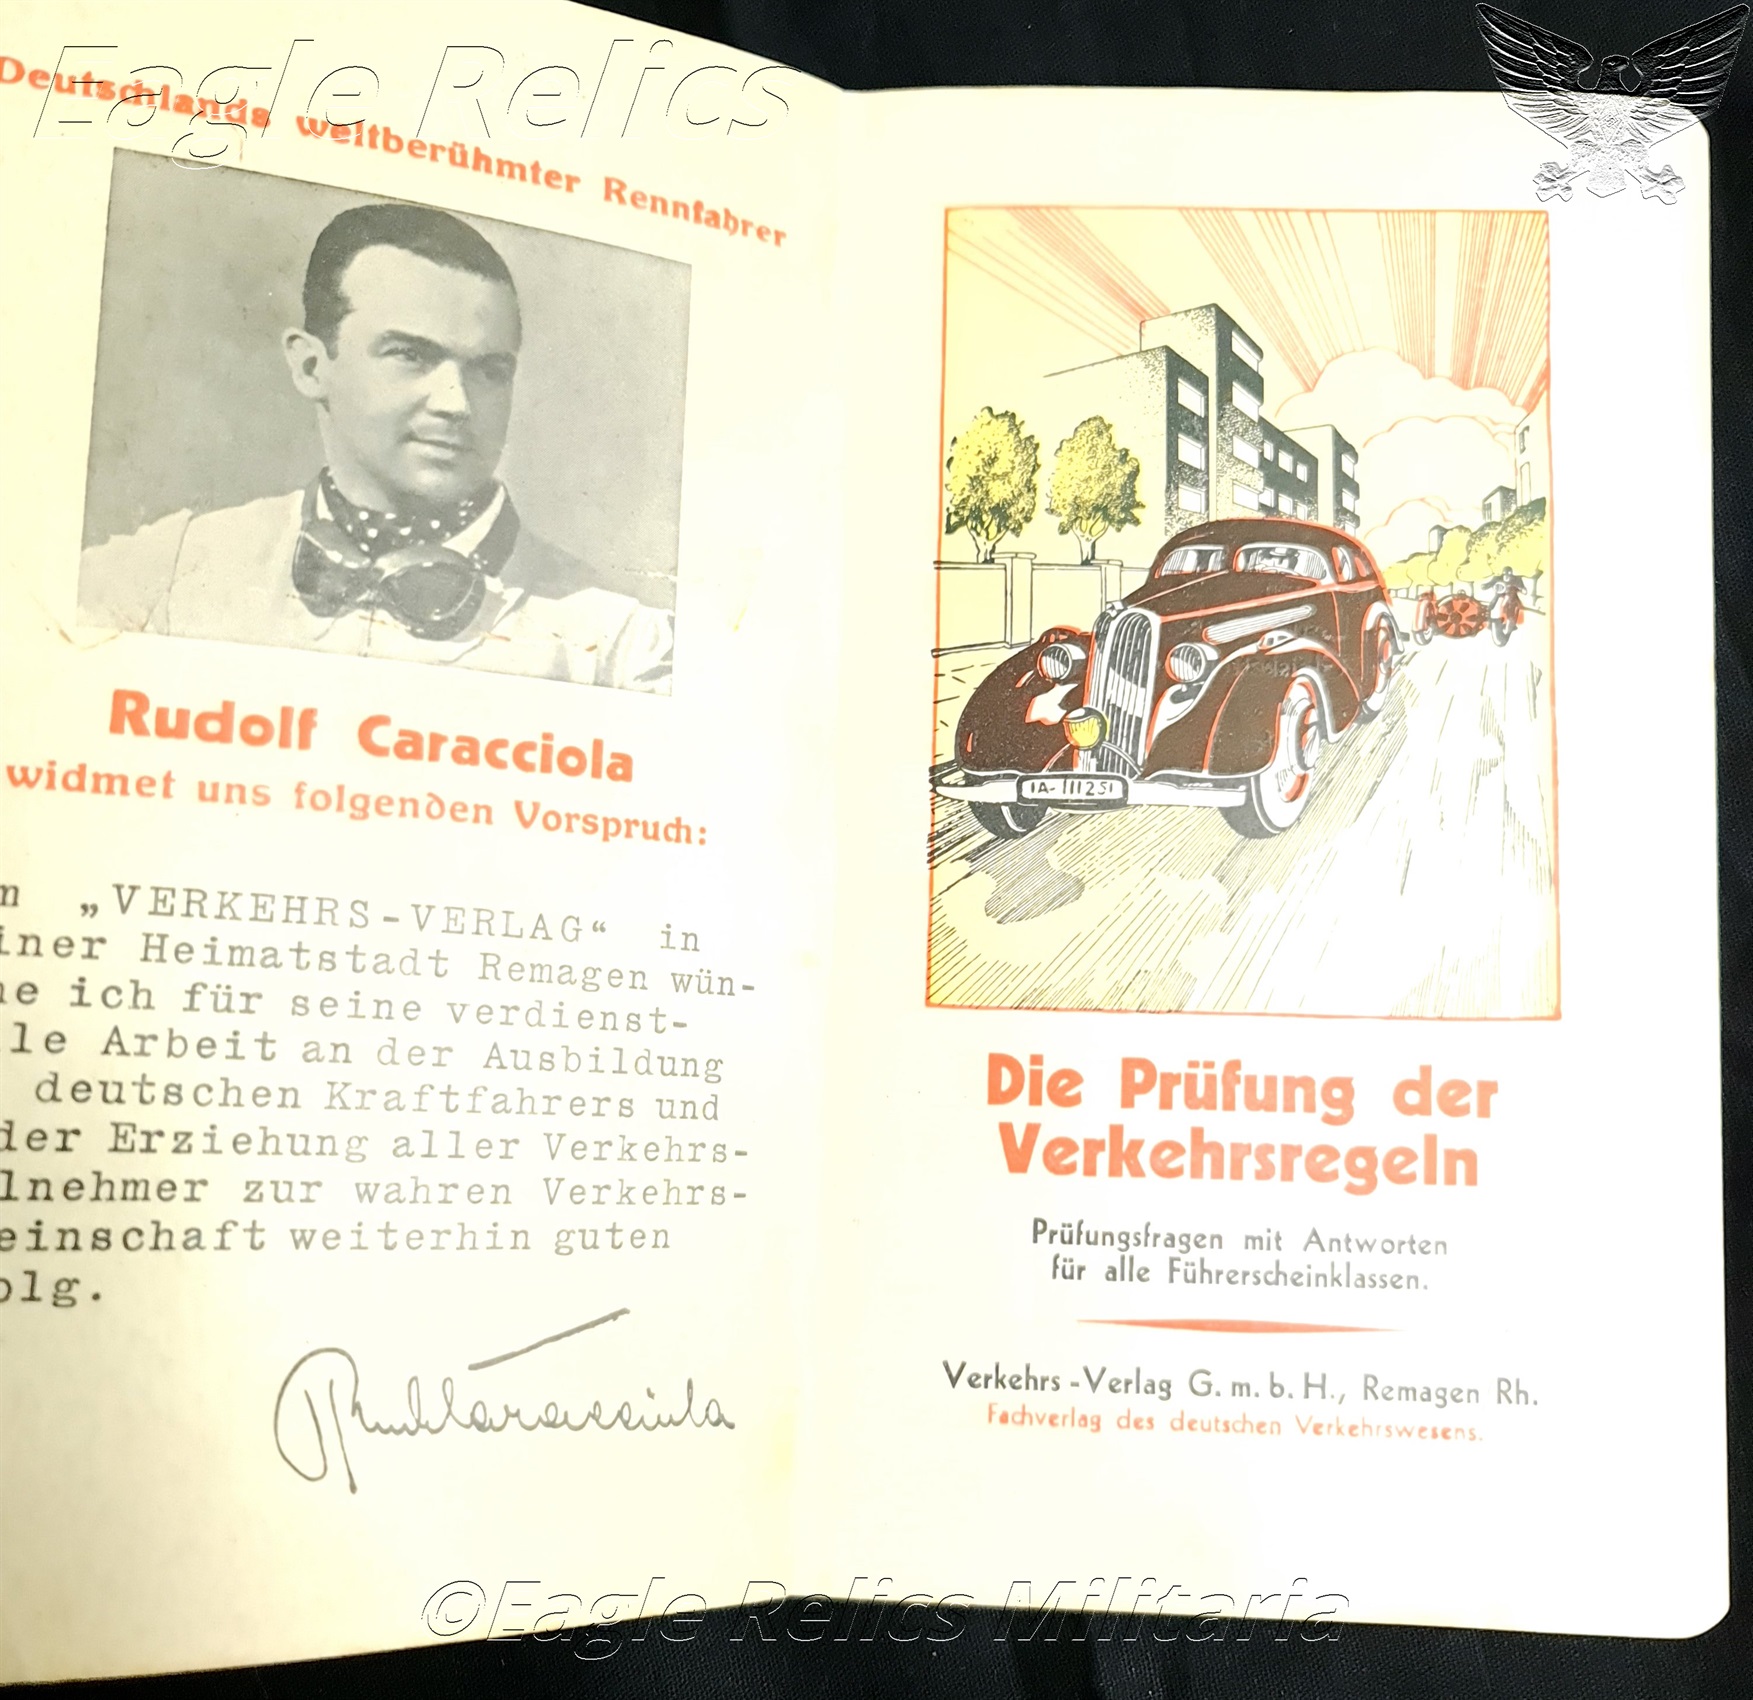 Eagle Relics
Deutschlands weltberühmter Rennfahrer
Rudolf Caracciola
widmet uns folgenden Vorspruch:
„VERKEHRS-VERLAG“ in
iner Heimatstadt Remagen wün-
ich für seine verdienst-
le Arbeit an der Ausbildung
deutschen Kraftfahrers und
der Erziehung aller Verkehrs-
lnehmer zur wahren Verkehrs-
einschaft weiterhin guten
olg.
Rud Caracciola
IA-111251
Die Prüfung der
Verkehrsregeln
Prüfungsfragen mit Antworten
für alle Führerscheinklassen.
Verkehrs-Verlag G.m.b.H., Remagen Rh.
Fachverlag des deutschen Verkehrswesens.
©Eagle Relics Militaria